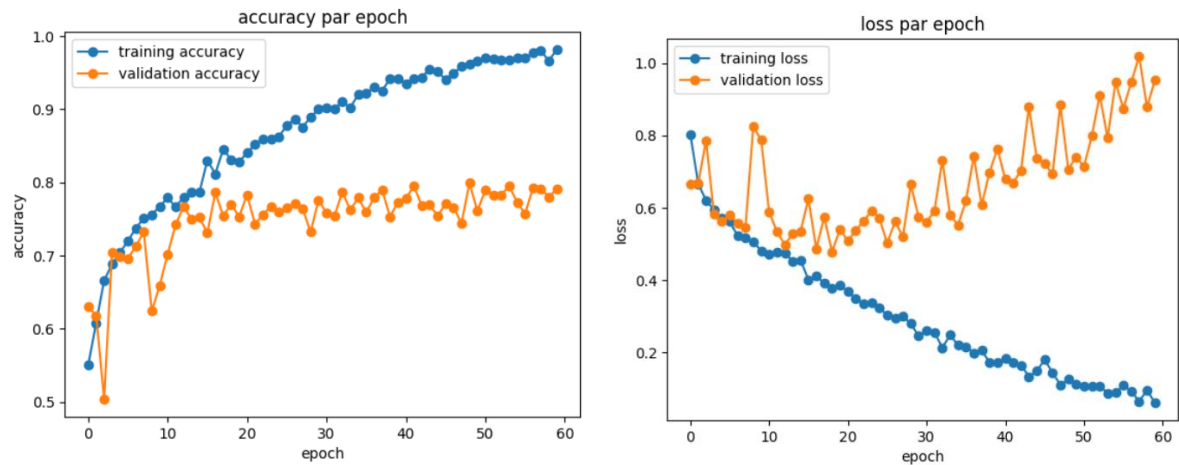 accuracy par epoch
training accuracy
validation accuracy
1.0
0.9
0.8
0.7
0.6
0.5
accuracy
0 10 20 30 40 50 60
epoch
loss par epoch
training loss
validation loss
1.0
0.8
0.6
0.4
0.2
loss
0 10 20 30 40 50 60
epoch